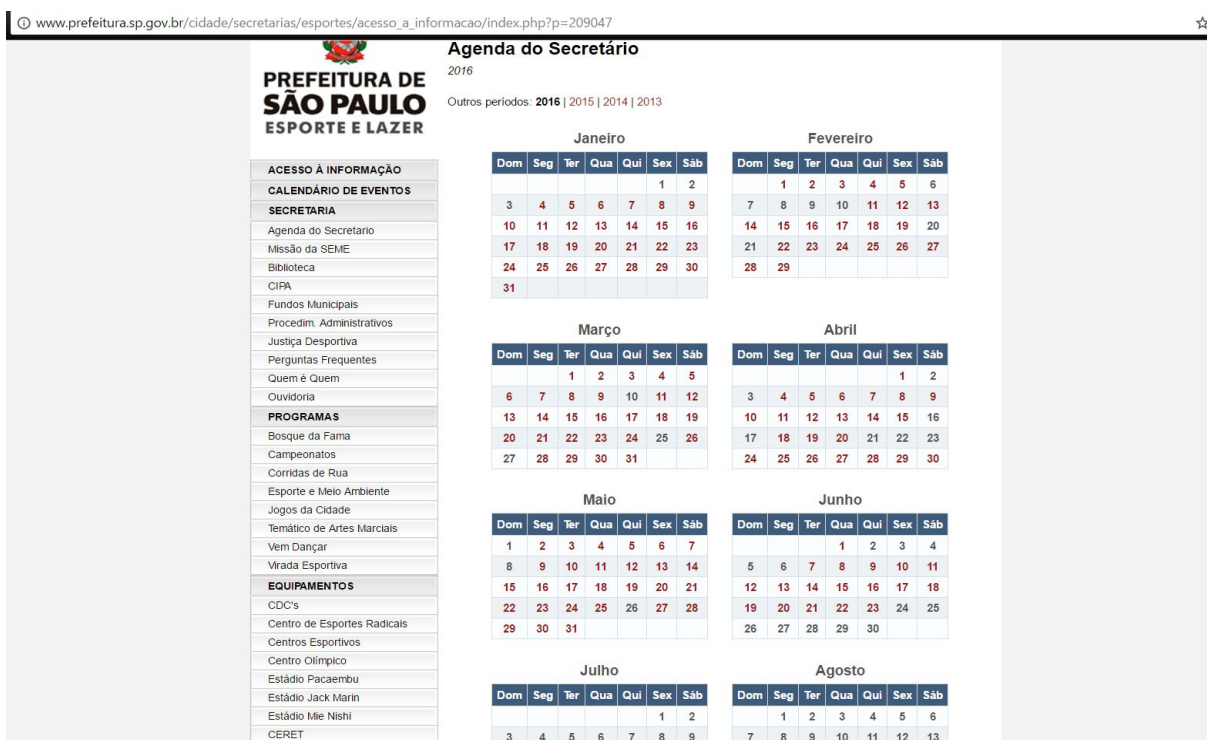 www.prefeitura.sp.gov.br/cidade/secretarias/esportes/acesso_a_informacao/index.php?p=209047
PREFEITURA DE
SÃO PAULO
ESPORTE E LAZER
ACESSO À INFORMAÇÃO
CALENDÁRIO DE EVENTOS
SECRETARIA
Agenda do Secretario
Missão da SEME
Biblioteca
CIPA
Fundos Municipais
Procedim. Administrativos
Justiça Desportiva
Perguntas Frequentes
Quem é Quem
Ouvidoria
PROGRAMAS
Bosque da Fama
Campeonatos
Corridas de Rua
Esporte e Meio Ambiente
Jogos da Cidade
Temático de Artes Marciais
Vem Dançar
Virada Esportiva
EQUIPAMENTOS
CDC's
Centro de Esportes Radicais
Centros Esportivos
Centro Olímpico
Estádio Pacaembu
Estádio Jack Marin
Estádio Mie Nishi
CERET
Agenda do Secretário
2016
Outros períodos: 2016 | 2015 | 2014 | 2013
Janeiro
Dom Seg Ter Qua Qui Sex Sáb
1 2
3 4 5 6 7 8 9
10 11 12 13 14 15 16
17 18 19 20 21 22 23
24 25 26 27 28 29 30
31
Fevereiro
Dom Seg Ter Qua Qui Sex Sáb
1 2 3 4 5 6
7 8 9 10 11 12 13
14 15 16 17 18 19 20
21 22 23 24 25 26 27
28 29
Março
Dom Seg Ter Qua Qui Sex Sáb
1 2 3 4 5
6 7 8 9 10 11 12
13 14 15 16 17 18 19
20 21 22 23 24 25 26
27 28 29 30 31
Abril
Dom Seg Ter Qua Qui Sex Sáb
1 2
3 4 5 6 7 8 9
10 11 12 13 14 15 16
17 18 19 20 21 22 23
24 25 26 27 28 29 30
Maio
Dom Seg Ter Qua Qui Sex Sáb
1 2 3 4 5 6 7
8 9 10 11 12 13 14
15 16 17 18 19 20 21
22 23 24 25 26 27 28
29 30 31
Junho
Dom Seg Ter Qua Qui Sex Sáb
1 2 3 4
5 6 7 8 9 10 11
12 13 14 15 16 17 18
19 20 21 22 23 24 25
26 27 28 29 30
Julho
Dom Seg Ter Qua Qui Sex Sáb
1 2
3 4 5 6 7 8 9
Agosto
Dom Seg Ter Qua Qui Sex Sáb
1 2 3 4 5 6
7 8 9 10 11 12 13